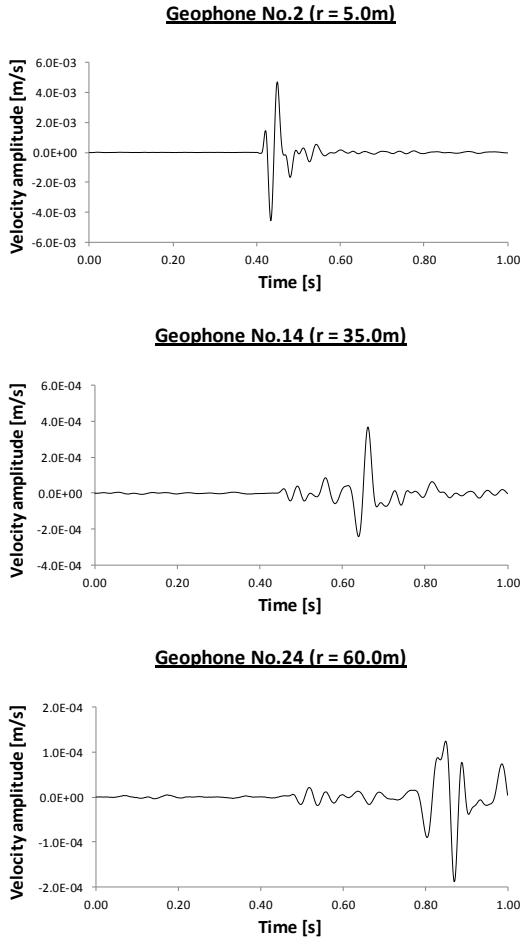 Geophone No.2 (r = 5.0m)
Velocity amplitude [m/s]
6.0E-03
4.0E-03
2.0E-03
0.0E+00
-2.0E-03
-4.0E-03
-6.0E-03
0.00 0.20 0.40 0.60 0.80 1.00
Time [s]
Geophone No.14 (r = 35.0m)
Velocity amplitude [m/s]
6.0E-04
4.0E-04
2.0E-04
0.0E+00
-2.0E-04
-4.0E-04
0.00 0.20 0.40 0.60 0.80 1.00
Time [s]
Geophone No.24 (r = 60.0m)
Velocity amplitude [m/s]
2.0E-04
1.0E-04
0.0E+00
-1.0E-04
-2.0E-04
0.00 0.20 0.40 0.60 0.80 1.00
Time [s]